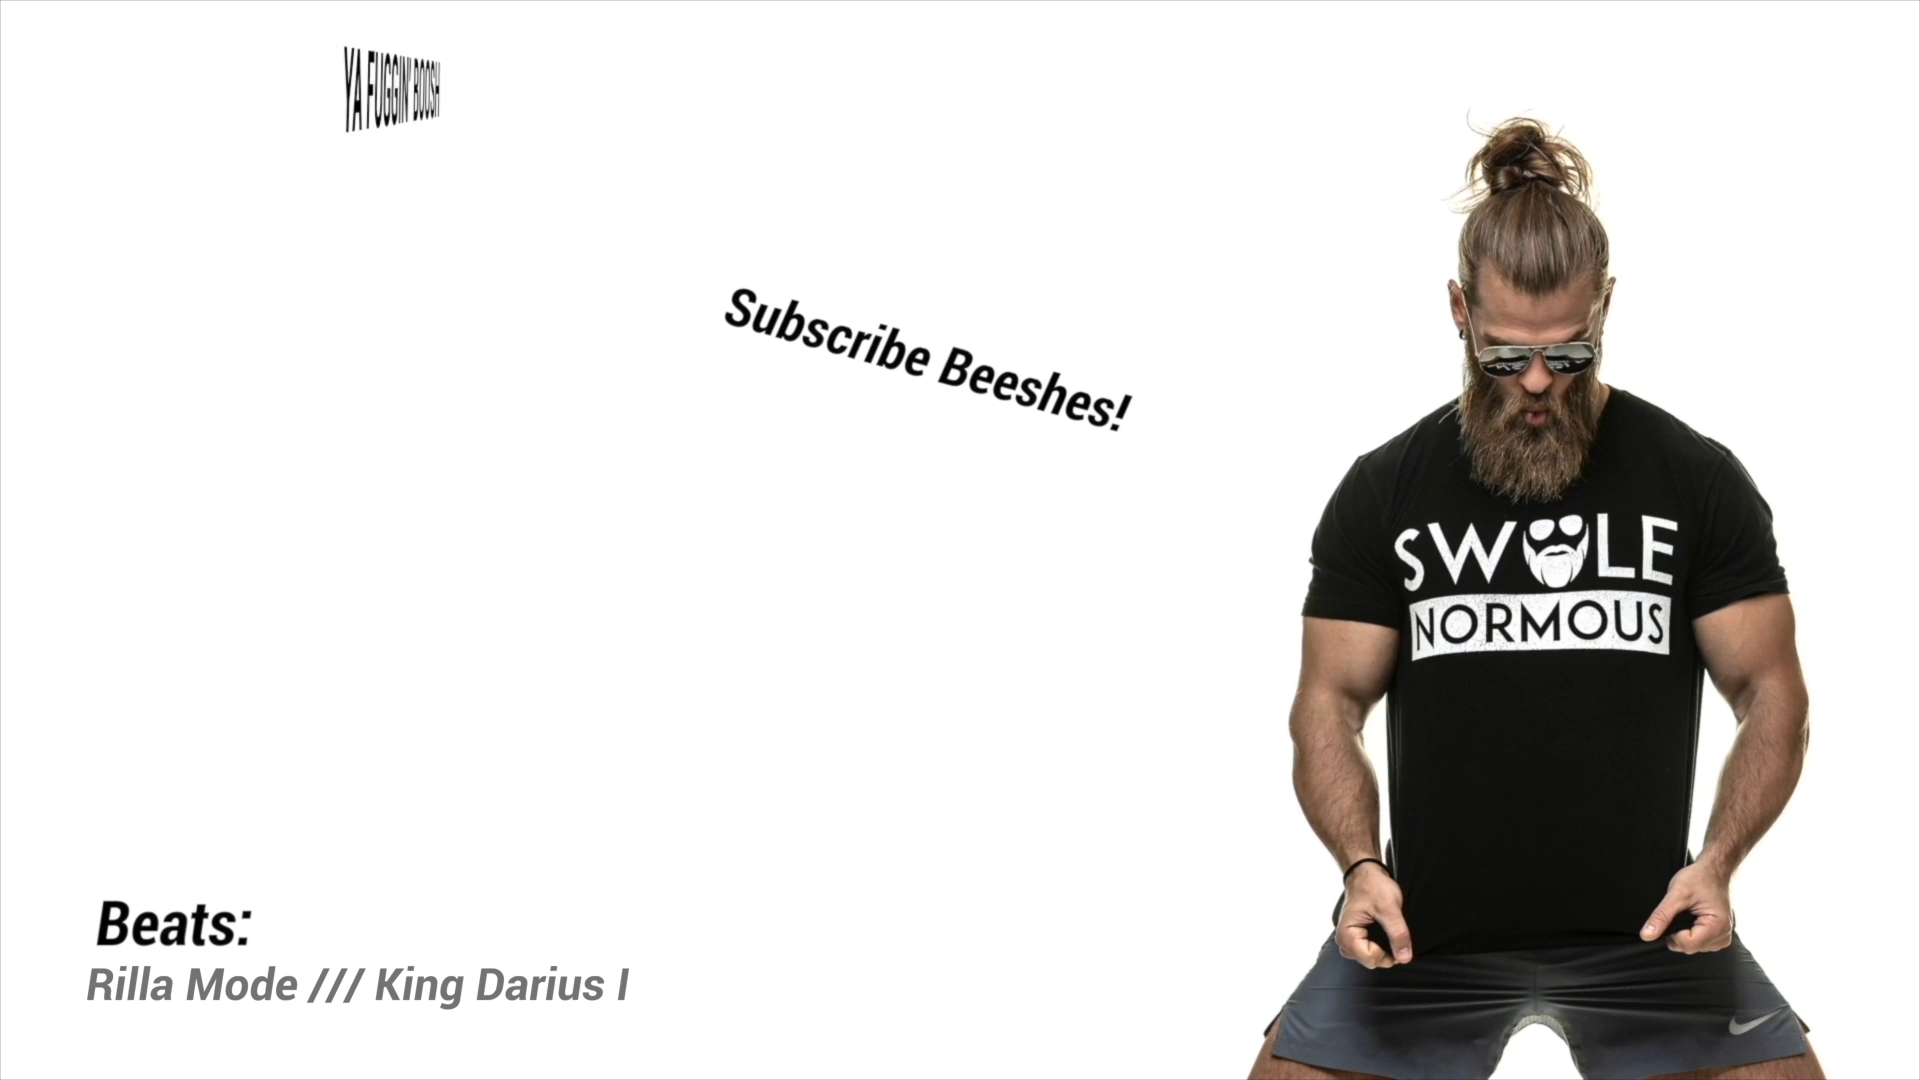 YA FUGGIN' BOOSH
Subscribe Beeshes!
SWOLE
NORMOUS
Beats:
Rilla Mode /// King Darius I